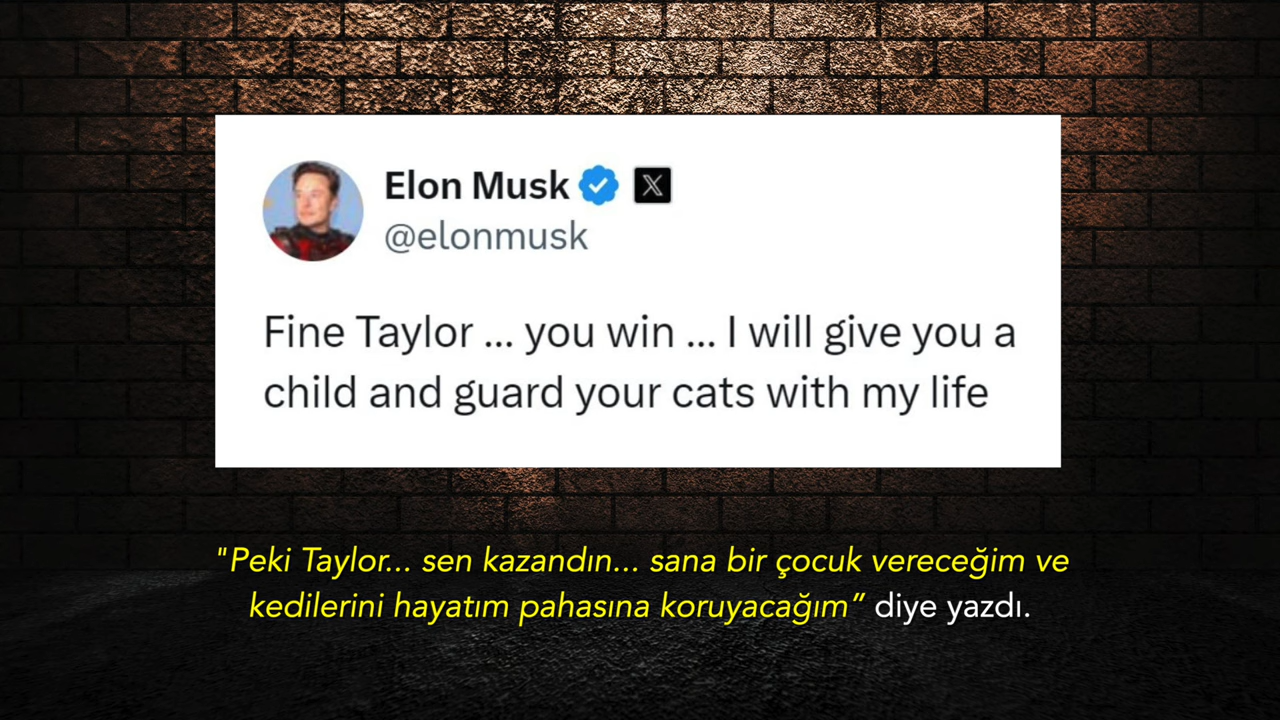 Elon Musk
@elonmusk
Fine Taylor ... you win ... I will give you a
child and guard your cats with my life
"Peki Taylor... sen kazandın... sana bir çocuk vereceğim ve
kedilerini hayatım pahasına koruyacağım” diye yazdı.